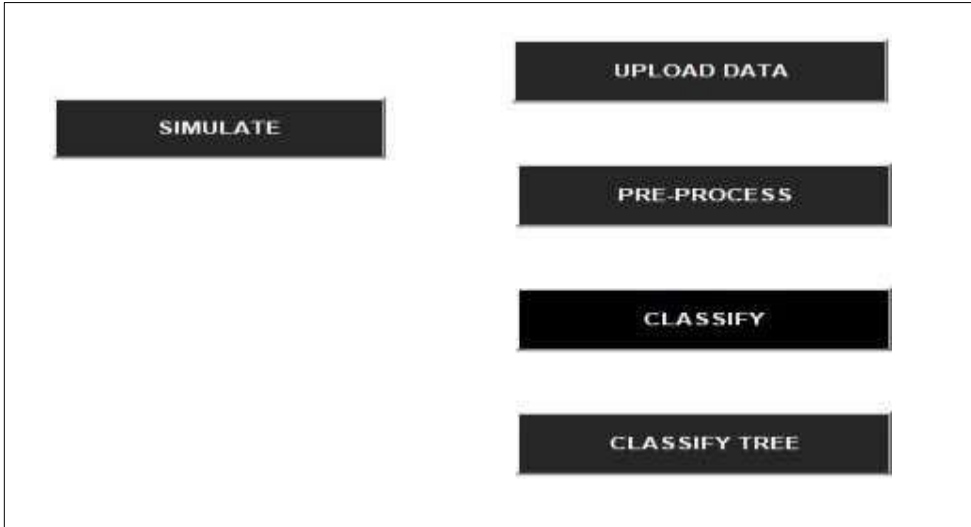 SIMULATE
UPLOAD DATA
PRE-PROCESS
CLASSIFY
CLASSIFY TREE